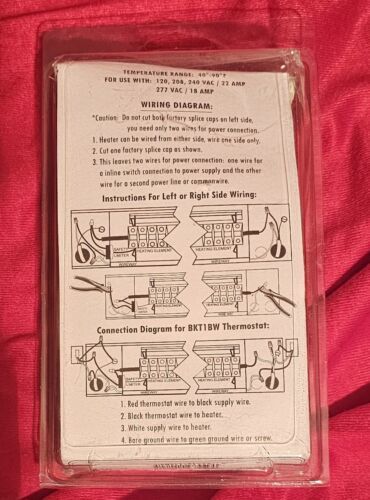 TEMPERATURE RANGE: 40°-90°F
FOR USE WITH: 120, 208, 240 VAC / 22 AMP
277 VAC / 18 AMP
WIRING DIAGRAM:
*Caution: Do not cut both factory splice caps on left side,
you need only two wires for power connection.
1. Heater can be wired from either side, wire one side only.
2. Cut one factory splice cap as shown.
3. This leaves two wires for power connection: one wire for
a inline switch connection to power supply and the other
wire for a second power line or commonwire.
Instructions For Left or Right Side Wiring:
SAFETY
LIMITER
HEATING ELEMENT
HEATING ELEMENT
WIREWAY
Connection Diagram for BKT1BW Thermostat:
SAFETY
LIMITER
HEATING ELEMENT
HEATING ELEMENT
WIREWAY
1. Red thermostat wire to black supply wire.
2. Black thermostat wire to heater.
3. White supply wire to heater.
4. Bare ground wire to green ground wire or screw.